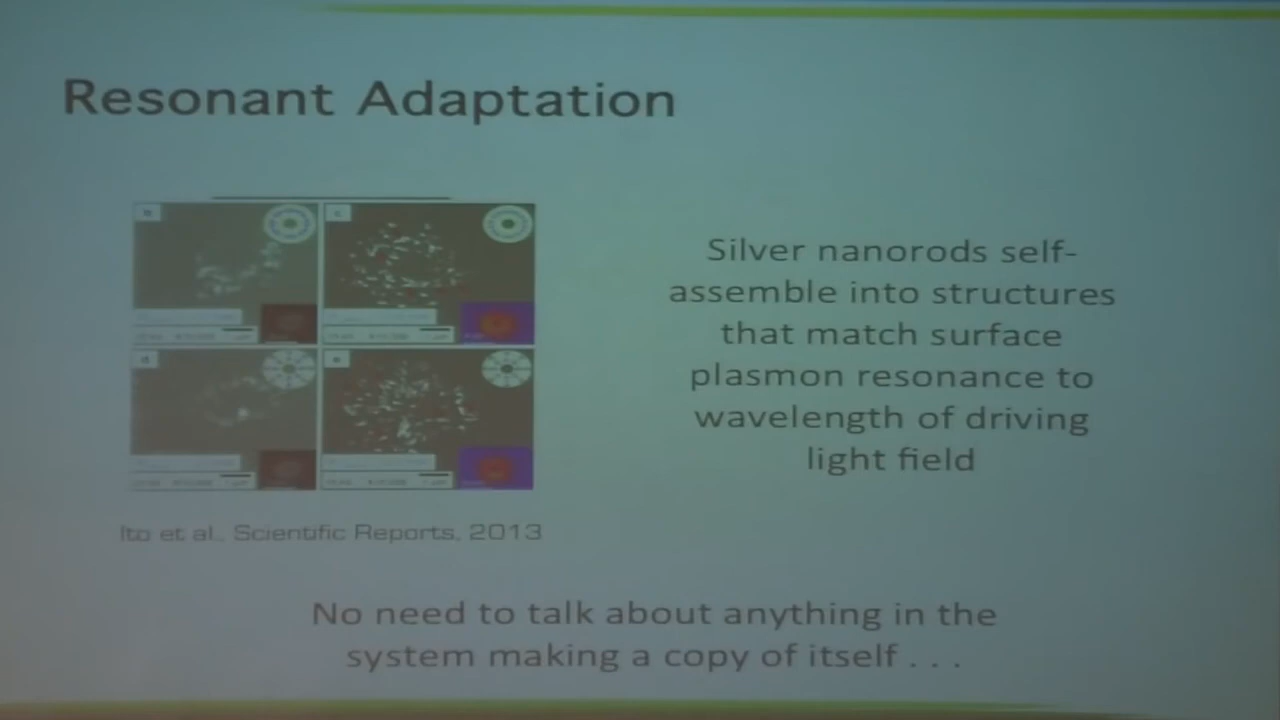 Resonant Adaptation
b
c
d
e
Silver nanorods self-
assemble into structures
that match surface
plasmon resonance to
wavelength of driving
light field
Ito et al., Scientific Reports, 2013
No need to talk about anything in the
system making a copy of itself . . .